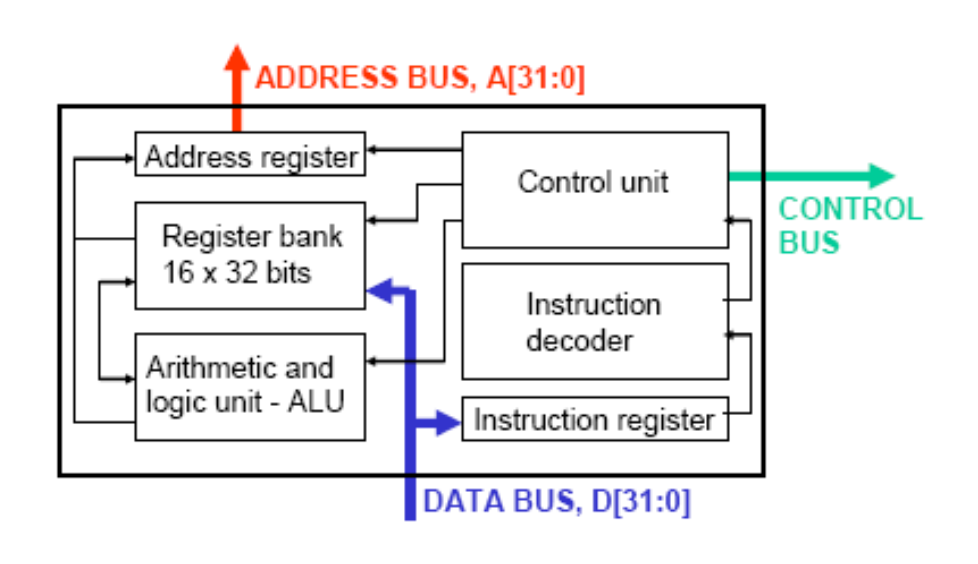 ADDRESS BUS, A[31:0]
Address register
Control unit
CONTROL
BUS
Register bank
16 x 32 bits
Instruction
decoder
Arithmetic and
logic unit - ALU
Instruction register
DATA BUS, D[31:0]